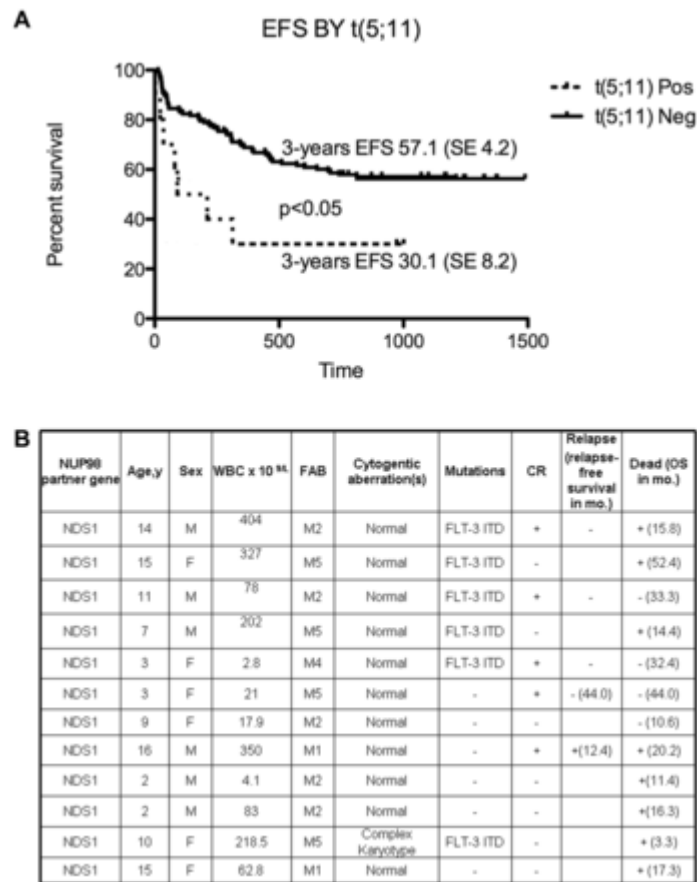 A
EFS BY t(5;11)
t(5;11) Pos
t(5;11) Neg
Percent survival
100
80
60
40
20
0
3-years EFS 57.1 (SE 4.2)
p<0.05
3-years EFS 30.1 (SE 8.2)
0 500 1000 1500
Time
B
NUP98 partner gene Age,y Sex WBC x 10 9/L FAB Cytogentic aberration(s) Mutations CR Relapse (relapse-free survival in mo.) Dead (OS in mo.)
NDS1 14 M 404 M2 Normal FLT-3 ITD + - + (15.8)
NDS1 15 F 327 M5 Normal FLT-3 ITD - + (52.4)
NDS1 11 M 78 M2 Normal FLT-3 ITD + - - (33.3)
NDS1 7 M 202 M5 Normal FLT-3 ITD - + (14.4)
NDS1 3 F 2.8 M4 Normal FLT-3 ITD + - - (32.4)
NDS1 3 F 21 M5 Normal - + - (44.0) - (44.0)
NDS1 9 F 17.9 M2 Normal - - - (10.6)
NDS1 16 M 350 M1 Normal - + +(12.4) + (20.2)
NDS1 2 M 4.1 M2 Normal - - +(11.4)
NDS1 2 M 83 M2 Normal - - +(16.3)
NDS1 10 F 218.5 M5 Complex Karyotype FLT-3 ITD - + (3.3)
NDS1 15 F 62.8 M1 Normal - - + (17.3)